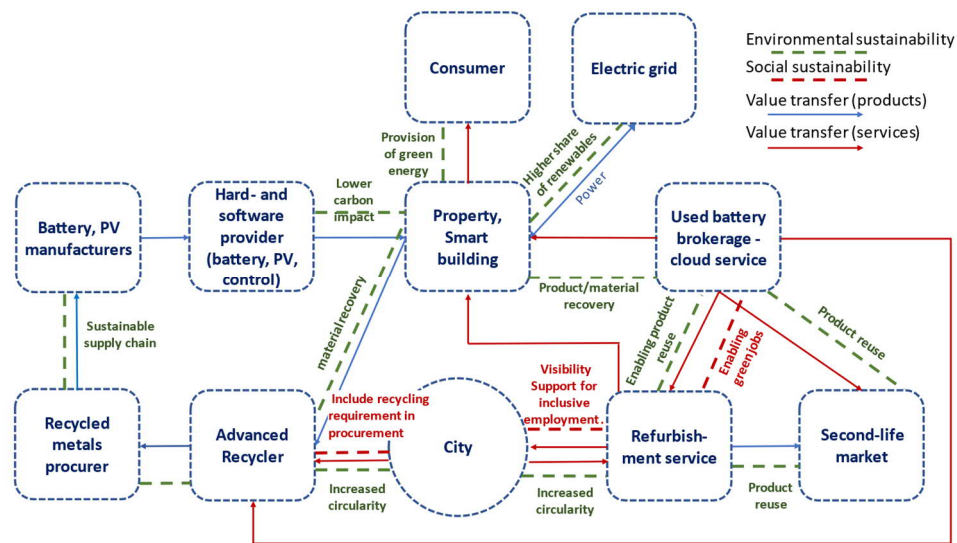 Consumer
Electric grid
Environmental sustainability
Social sustainability
Value transfer (products)
Value transfer (services)
Provision
of green
energy
Higher share
of renewables
Power
Lower
carbon
impact
Battery, PV
manufacturers
Hard- and
software
provider
(battery, PV,
control)
Property,
Smart
building
Used battery
brokerage -
cloud service
Product/material
recovery
Sustainable
supply chain
material recovery
Enabling product
reuse
Enabling
green jobs
Product reuse
Include recycling
requirement in
procurement
Visibility
Support for
inclusive
employment.
Recycled
metals
procurer
Advanced
Recycler
City
Refurbish-
ment service
Second-life
market
Increased
circularity
Increased
circularity
Product
reuse